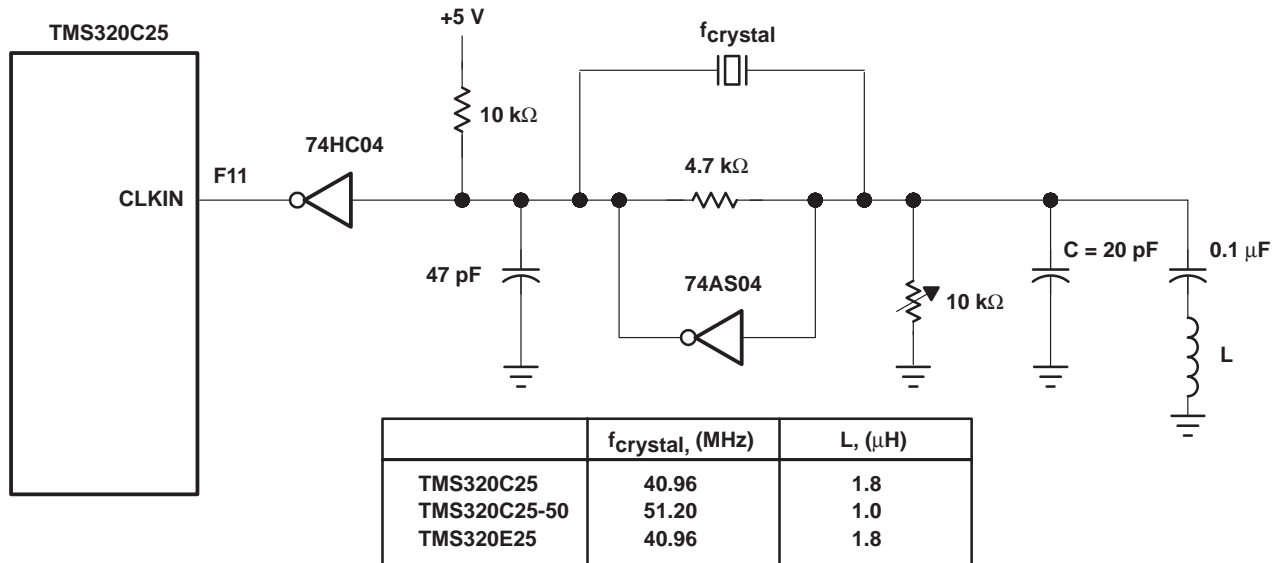 TMS320C25
+5 V
fcrystal
10 kΩ
74HC04
4.7 kΩ
F11
CLKIN
C = 20 pF
0.1 μF
47 pF
74AS04
10 kΩ
L
fcrystal, (MHz) L, (μH)
TMS320C25 40.96 1.8
TMS320C25-50 51.20 1.0
TMS320E25 40.96 1.8